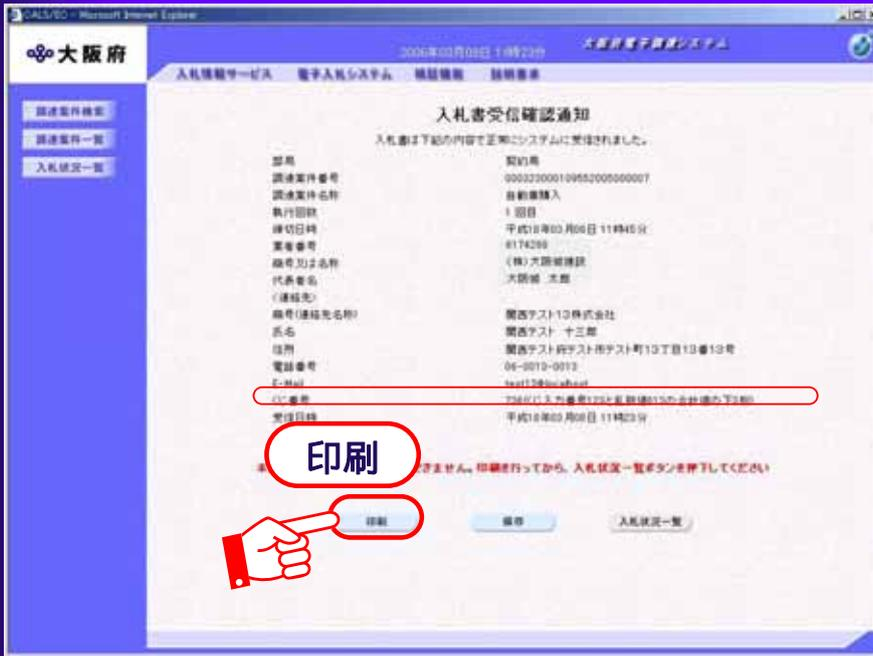 CALS/EC - Microsoft Internet Explorer
大阪府
2006年03月08日 11時23分
大阪府電子調達システム
入札情報サービス 電子入札システム 検証機能 説明要求
調達案件検索
調達案件一覧
入札状況一覧
入札書受信確認通知
入札書は下記の内容で正常にシステムに受信されました。
部局 契約局
調達案件番号
調達案件名称 自動車購入
執行回数 1 回目
締切日時 平成18年03月08日 11時45分
業者番号
商号又は名称 (株)大阪城建設
代表者名 大阪城 太郎
(連絡先)
商号(連絡先名称) 関西テスト13株式会社
氏名 関西テスト 十三郎
住所 関西テスト府テスト市テスト町13丁目13番13号
電話番号 06-0013-0013
E-Mail test13@localhost
くじ番号
受信日時 平成18年03月08日 11時23分
印刷
きません。印刷を行ってから、入札状況一覧ボタンを押下してください
印刷 保存 入札状況一覧